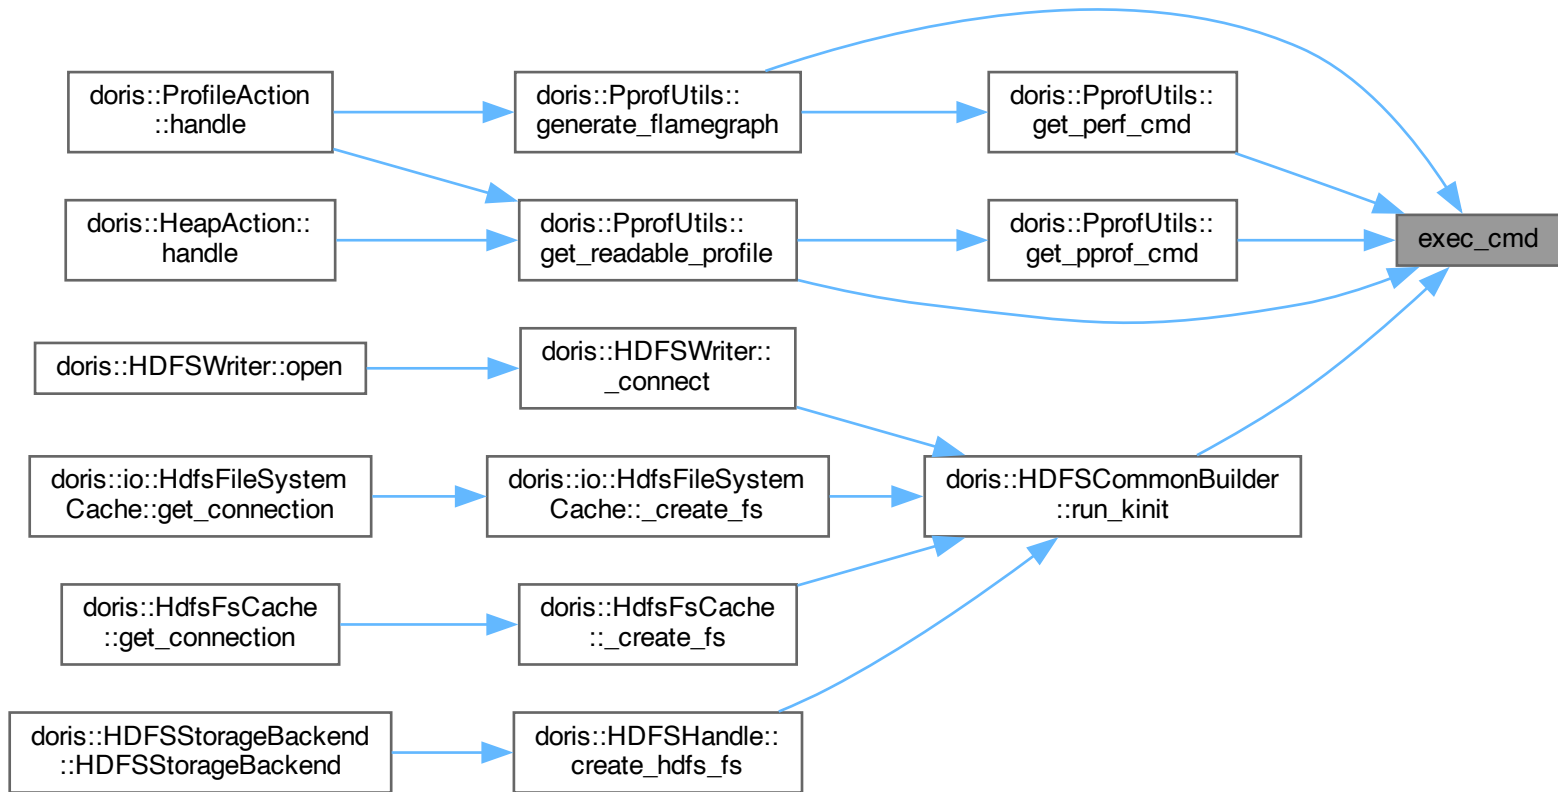 doris::ProfileAction
::handle
doris::PprofUtils::
generate_flamegraph
doris::PprofUtils::
get_perf_cmd
doris::HeapAction::
handle
doris::PprofUtils::
get_readable_profile
doris::PprofUtils::
get_pprof_cmd
exec_cmd
doris::HDFSWriter::open
doris::HDFSWriter::
_connect
doris::io::HdfsFileSystem
Cache::get_connection
doris::io::HdfsFileSystem
Cache::_create_fs
doris::HDFSCommonBuilder
::run_kinit
doris::HdfsFsCache
::get_connection
doris::HdfsFsCache
::_create_fs
doris::HDFSStorageBackend
::HDFSStorageBackend
doris::HDFSHandle::
create_hdfs_fs